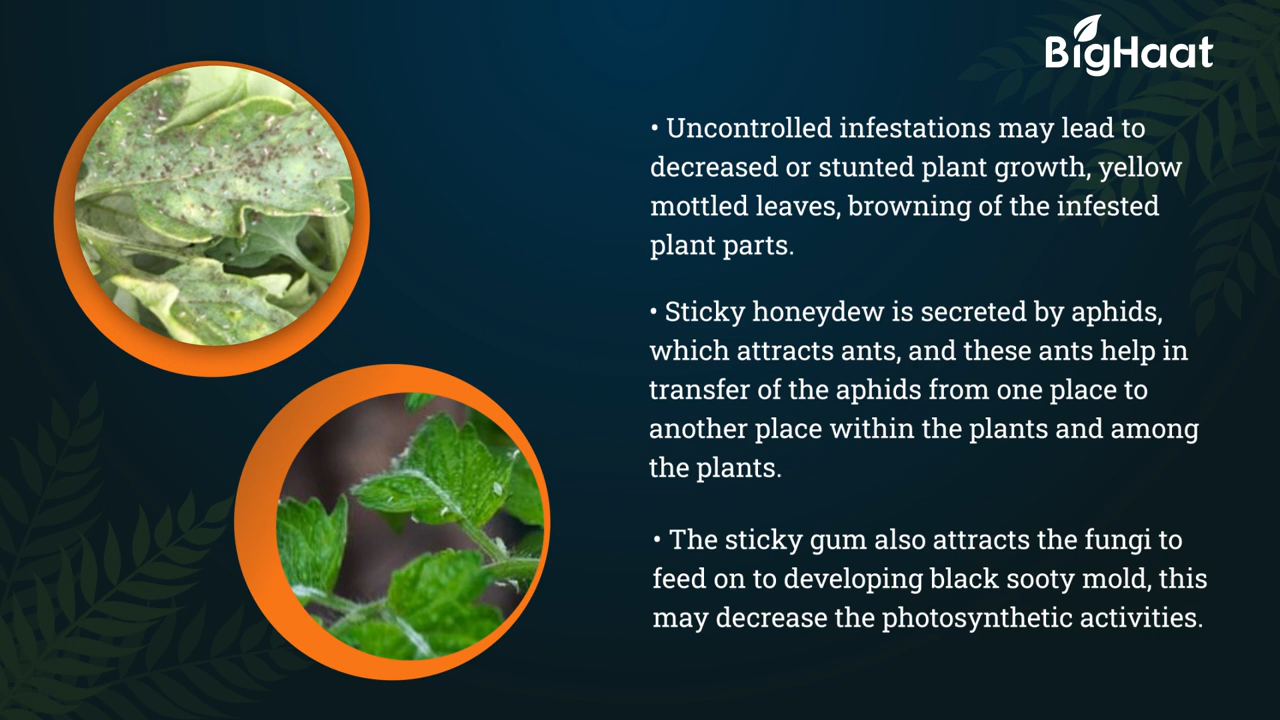 BigHaat
• Uncontrolled infestations may lead to
decreased or stunted plant growth, yellow
mottled leaves, browning of the infested
plant parts.
• Sticky honeydew is secreted by aphids,
which attracts ants, and these ants help in
transfer of the aphids from one place to
another place within the plants and among
the plants.
• The sticky gum also attracts the fungi to
feed on to developing black sooty mold, this
may decrease the photosynthetic activities.